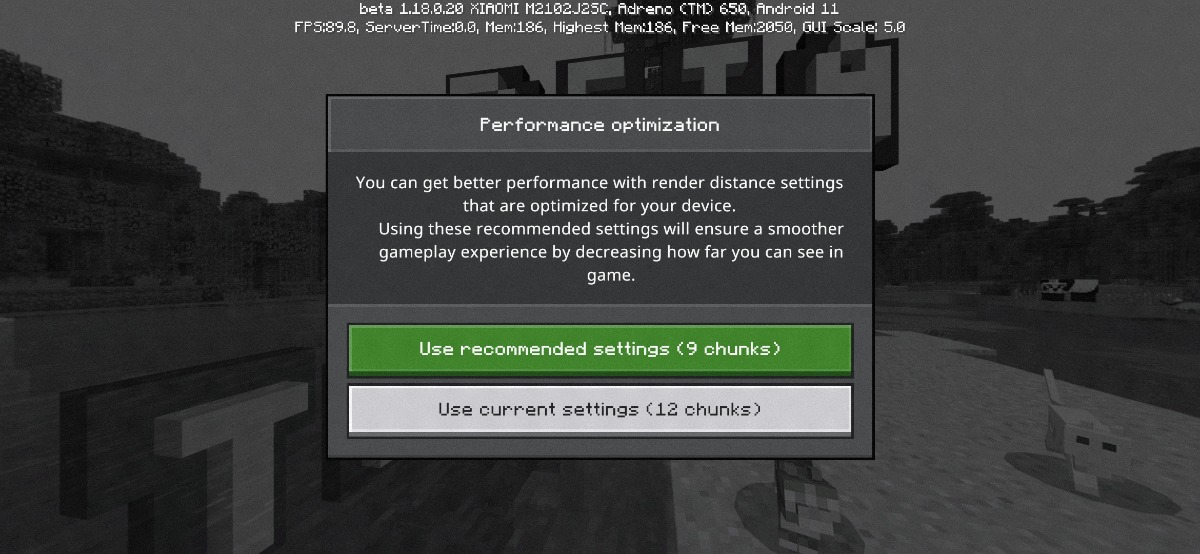 beta 1.18.0.20 XIAOMI M2102J2SC, Adreno (TM) 650, Android 11
FPS:89.8, ServerTime:0.0, Mem:186, Highest Mem:186, Free Mem:2050, GUI Scale: 5.0
Performance optimization
You can get better performance with render distance settings
that are optimized for your device.
Using these recommended settings will ensure a smoother
gameplay experience by decreasing how far you can see in
game.
Use recommended settings (9 chunks)
Use current settings (12 chunks)